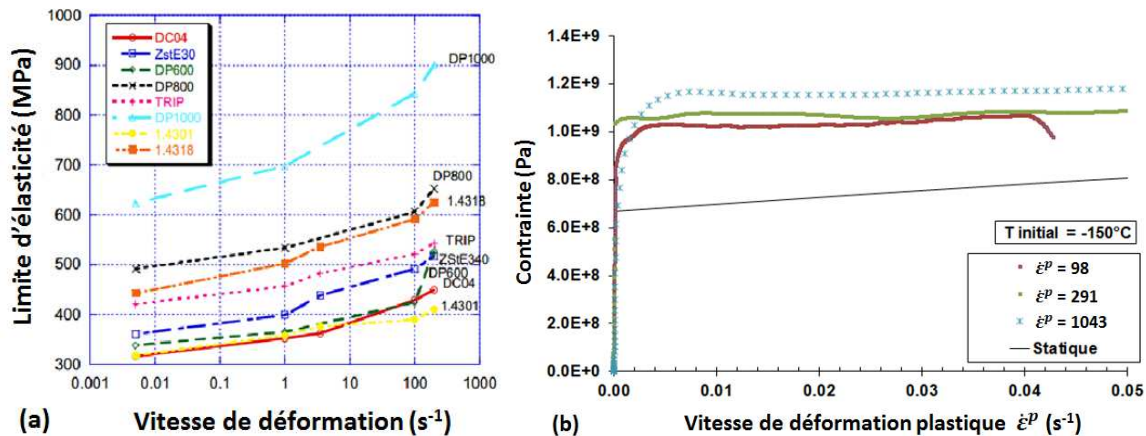 1000
900
800
700
600
500
400
300
Limite d'élasticité (MPa)
DC04
ZstE30
DP600
DP800
TRIP
DP1000
1.4301
1.4318
DP1000
DP800
1.4318
TRIP
ZStE340
DP600
DC04
1.4301
0.001
0.01
0.1
1
10
100
1000
(a)
Vitesse de déformation (s-1)
1.4E+9
1.2E+9
1.0E+9
8.0E+8
6.0E+8
4.0E+8
2.0E+8
0.0E+0
Contrainte (Pa)
T initial = -150°C
ε̇ᵖ = 98
ε̇ᵖ = 291
ε̇ᵖ = 1043
Statique
0.00
0.01
0.02
0.03
0.04
0.05
(b)
Vitesse de déformation plastique ε̇ᵖ (s-1)